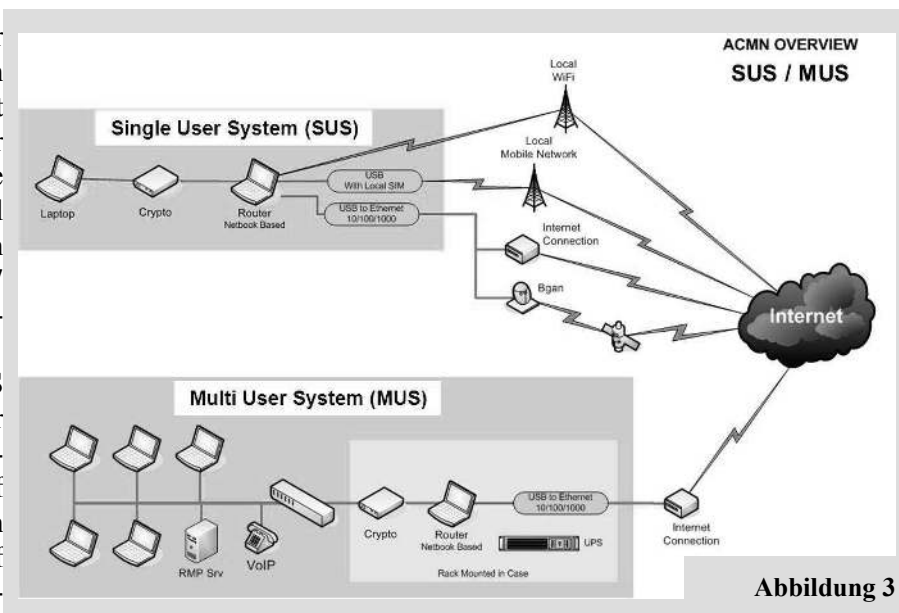 ACMN OVERVIEW
SUS / MUS
Local
WiFi
Single User System (SUS)
Local
Mobile Network
USB
With Local SIM
Laptop
Crypto
Router
Netbook Based
USB to Ethernet
10/100/1000
Internet
Connection
Bgan
Internet
Multi User System (MUS)
USB to Ethernet
10/100/1000
Crypto
Router
Netbook Based
UPS
Internet
Connection
RMP Srv
VoIP
Rack Mounted in Case
Abbildung 3